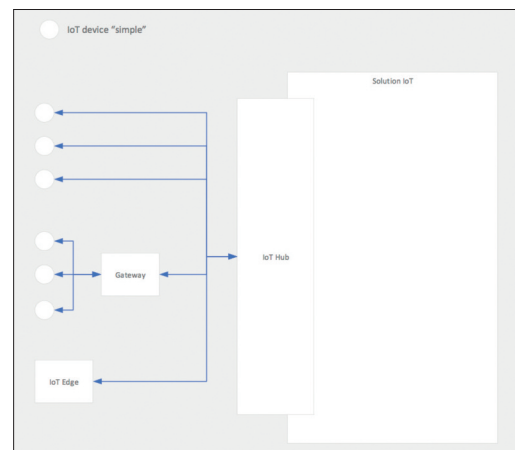 IoT device "simple"
Solution IoT
IoT Hub
Gateway
IoT Edge